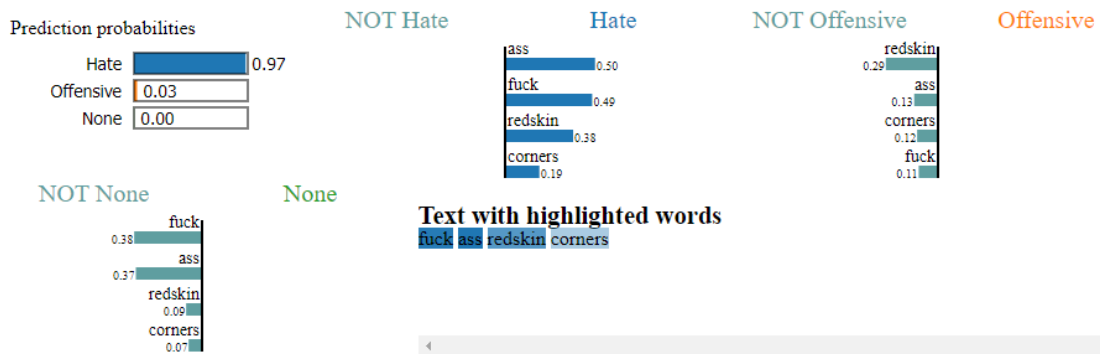 Prediction probabilities
Hate 0.97
Offensive 0.03
None 0.00
NOT Hate Hate
ass
0.50
fuck
0.49
redskin
0.38
corners
0.19
NOT Offensive Offensive
redskin
0.29
ass
0.13
corners
0.12
fuck
0.11
NOT None None
fuck
0.38
ass
0.37
redskin
0.09
corners
0.07
Text with highlighted words
fuck ass redskin corners